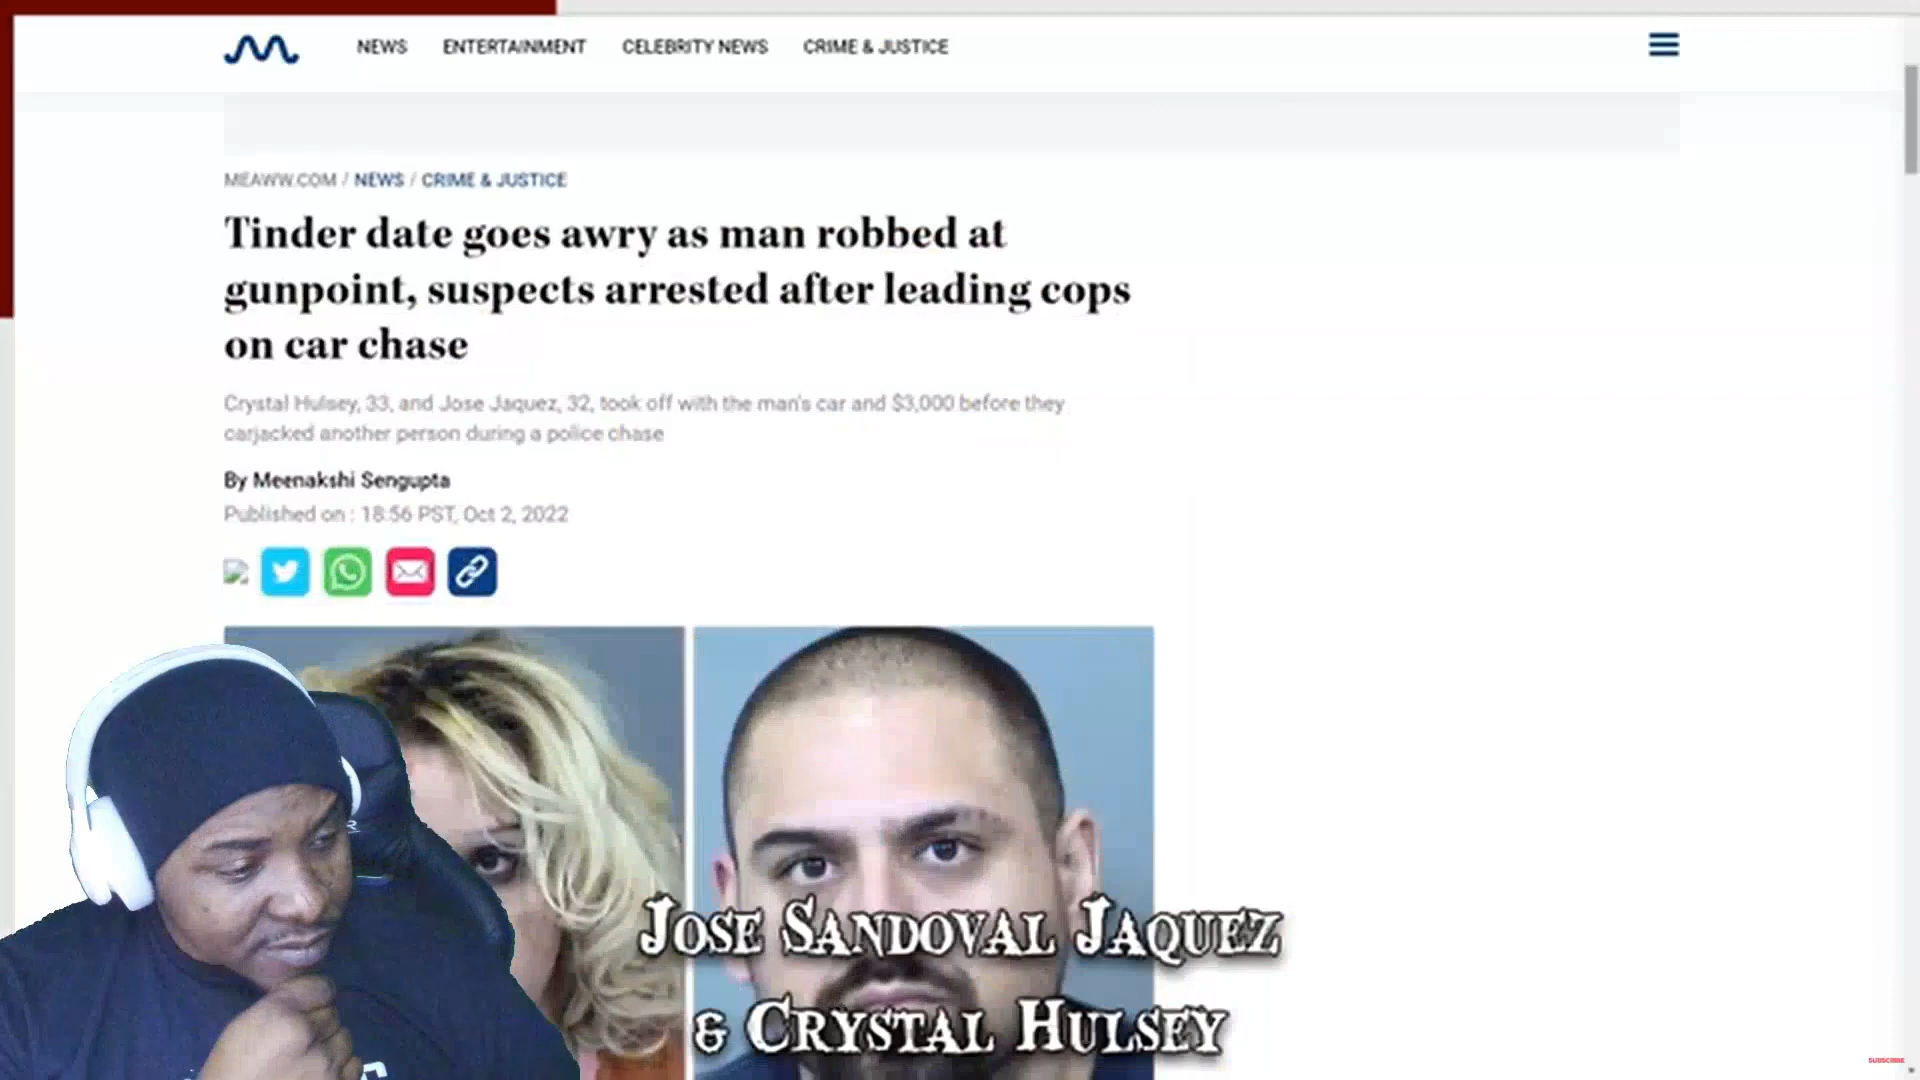 NEWS ENTERTAINMENT CELEBRITY NEWS CRIME & JUSTICE
MEAWW.COM / NEWS / CRIME & JUSTICE
Tinder date goes awry as man robbed at
gunpoint, suspects arrested after leading cops
on car chase
Crystal Hulsey, 33, and Jose Jaquez, 32, took off with the man's car and $3,000 before they
carjacked another person during a police chase
By Meenakshi Sengupta
Published on : 18:56 PST, Oct 2, 2022
JOSE SANDOVAL JAQUEZ
& CRYSTAL HULSEY
SUBSCRIBE